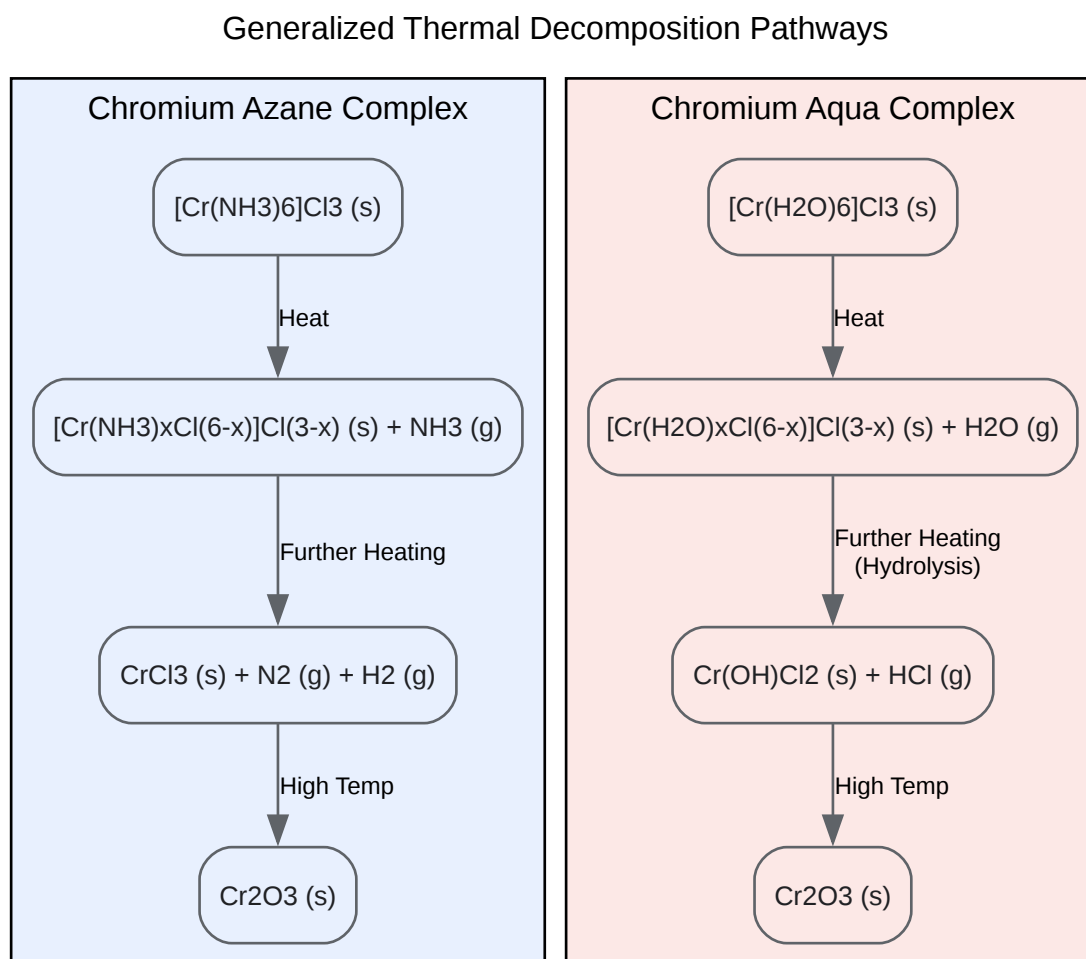 Generalized Thermal Decomposition Pathways
Chromium Azane Complex
[Cr(NH3)6]Cl3 (s)
Heat
[Cr(NH3)xCl(6-x)]Cl(3-x) (s) + NH3 (g)
Further Heating
CrCl3 (s) + N2 (g) + H2 (g)
High Temp
Cr2O3 (s)
Chromium Aqua Complex
[Cr(H2O)6]Cl3 (s)
Heat
[Cr(H2O)xCl(6-x)]Cl(3-x) (s) + H2O (g)
Further Heating
(Hydrolysis)
Cr(OH)Cl2 (s) + HCl (g)
High Temp
Cr2O3 (s)